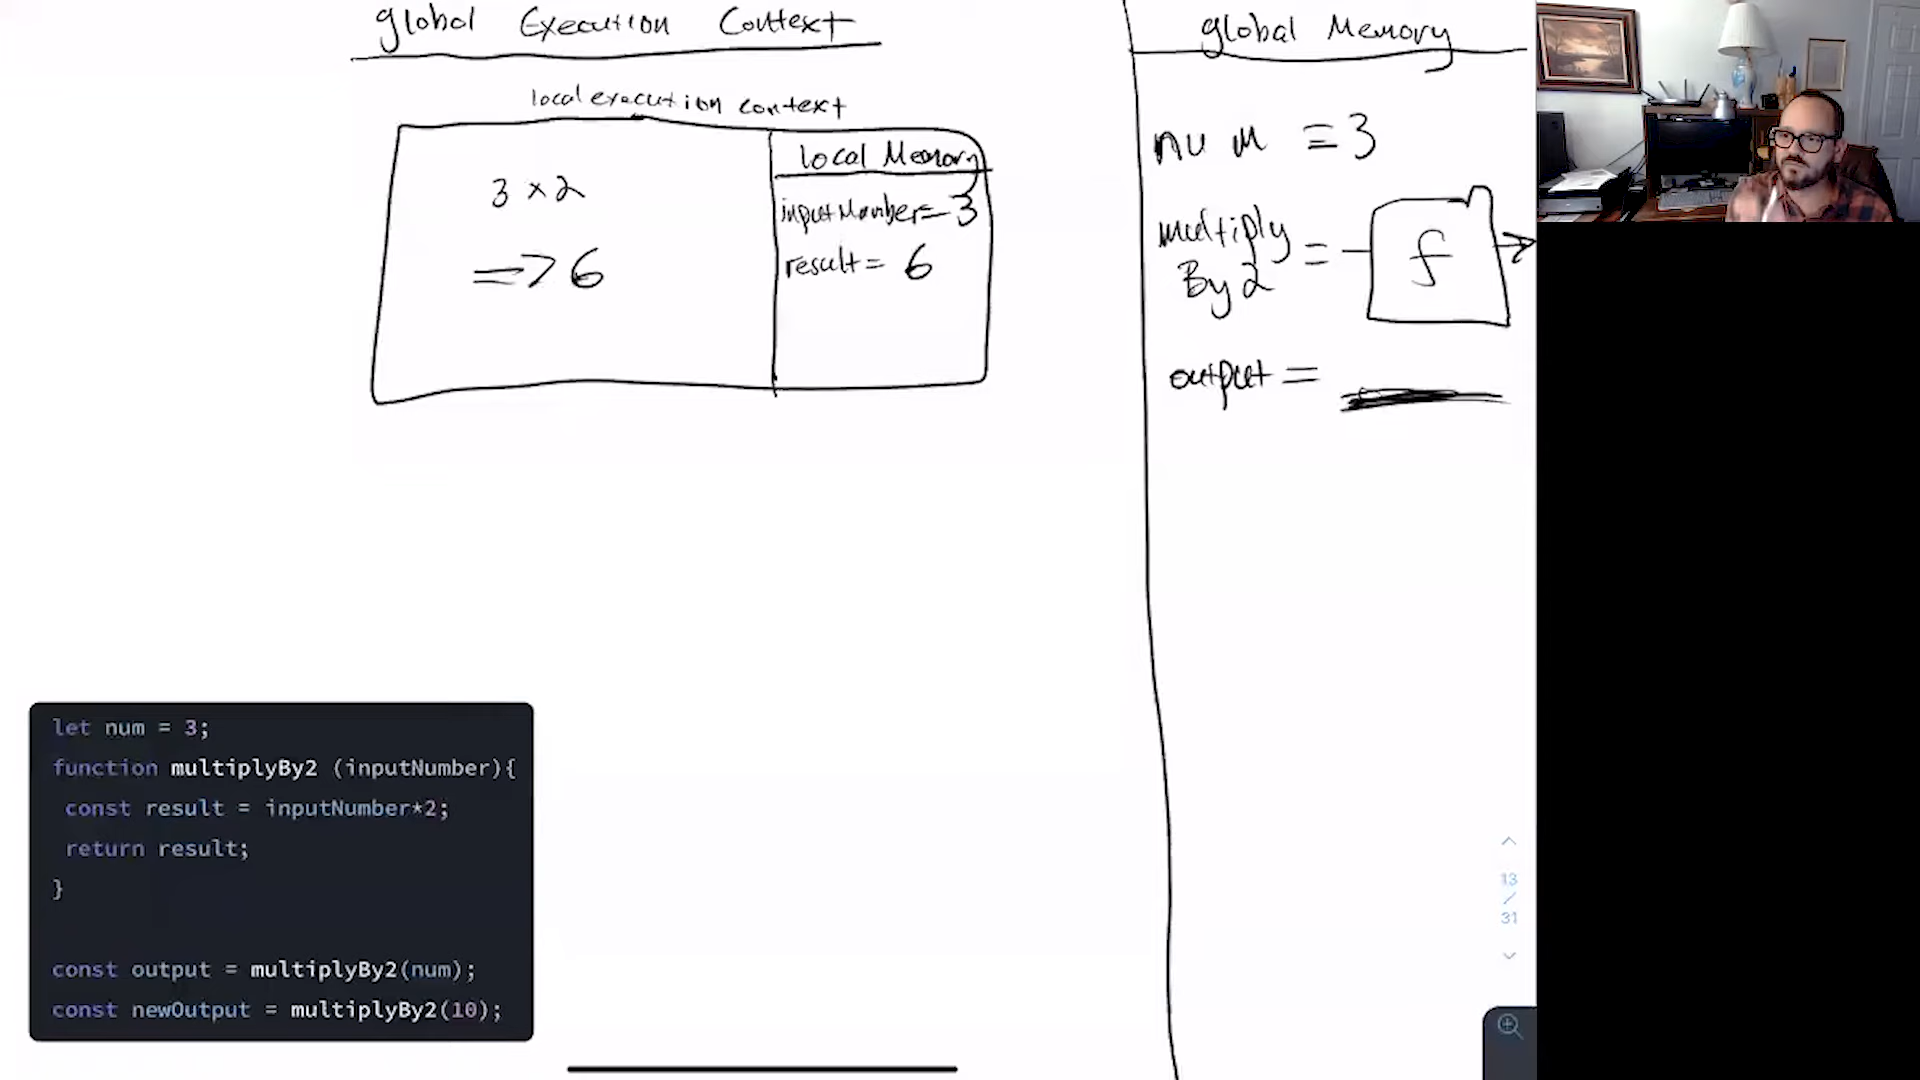 global Execution Context
local execution context
local Memory
3 x 2
inputNumber= 3
=> 6
result= 6
global Memory
num = 3
multiply
By 2
= f
output =
let num = 3;
function multiplyBy2 (inputNumber){
const result = inputNumber*2;
return result;
}
const output = multiplyBy2(num);
const newOutput = multiplyBy2(10);
13
/
31